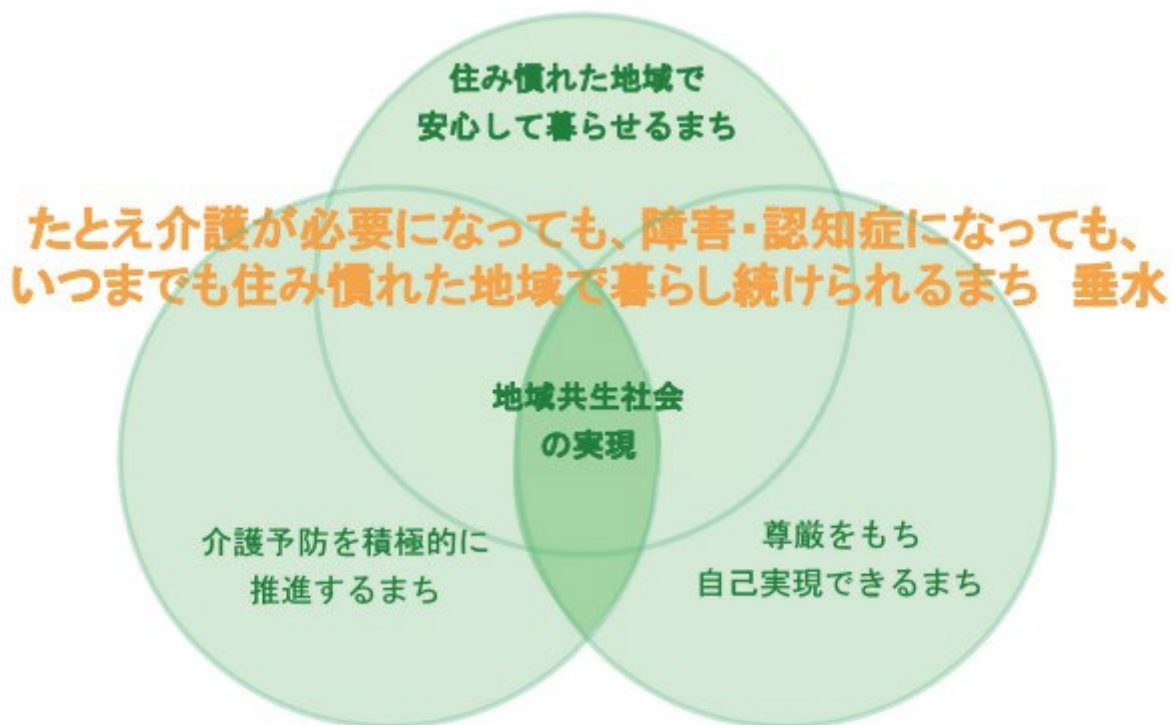 住み慣れた地域で
安心して暮らせるまち
たとえ介護が必要になっても、障害・認知症になっても、
いつまでも住み慣れた地域で暮らし続けられるまち　垂水
地域共生社会
の実現
介護予防を積極的に
推進するまち
尊厳をもち
自己実現できるまち